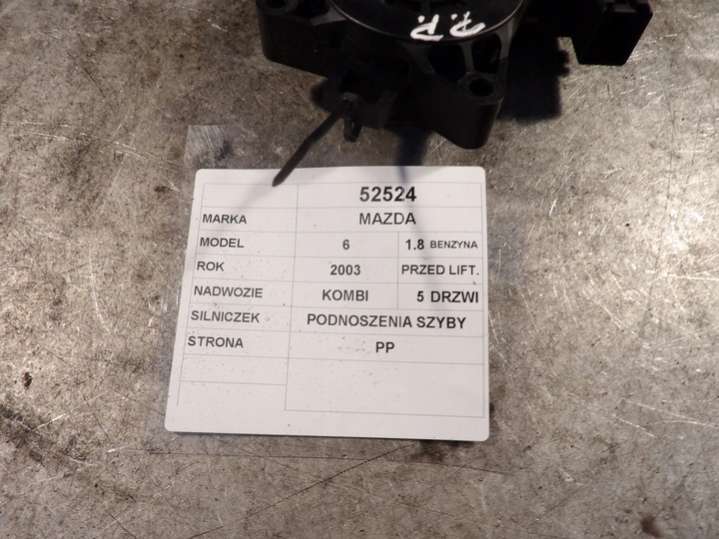 P.P.
52524
MARKA MAZDA
MODEL 6 1.8 BENZYNA
ROK 2003 PRZED LIFT.
NADWOZIE KOMBI 5 DRZWI
SILNICZEK PODNOSZENIA SZYBY
STRONA PP